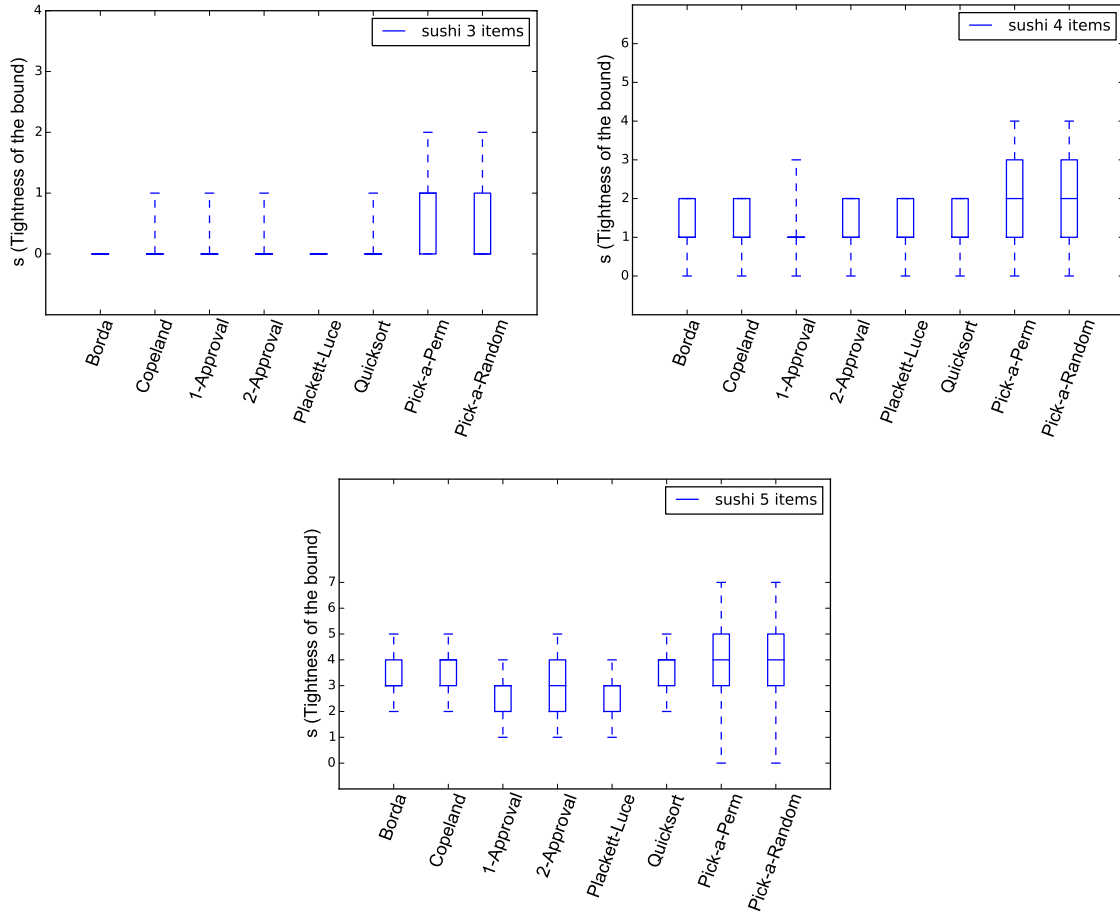 sushi 3 items
s (Tightness of the bound)
4
3
2
1
0
Borda
Copeland
1-Approval
2-Approval
Plackett-Luce
Quicksort
Pick-a-Perm
Pick-a-Random
sushi 4 items
s (Tightness of the bound)
6
5
4
3
2
1
0
Borda
Copeland
1-Approval
2-Approval
Plackett-Luce
Quicksort
Pick-a-Perm
Pick-a-Random
sushi 5 items
s (Tightness of the bound)
7
6
5
4
3
2
1
0
Borda
Copeland
1-Approval
2-Approval
Plackett-Luce
Quicksort
Pick-a-Perm
Pick-a-Random